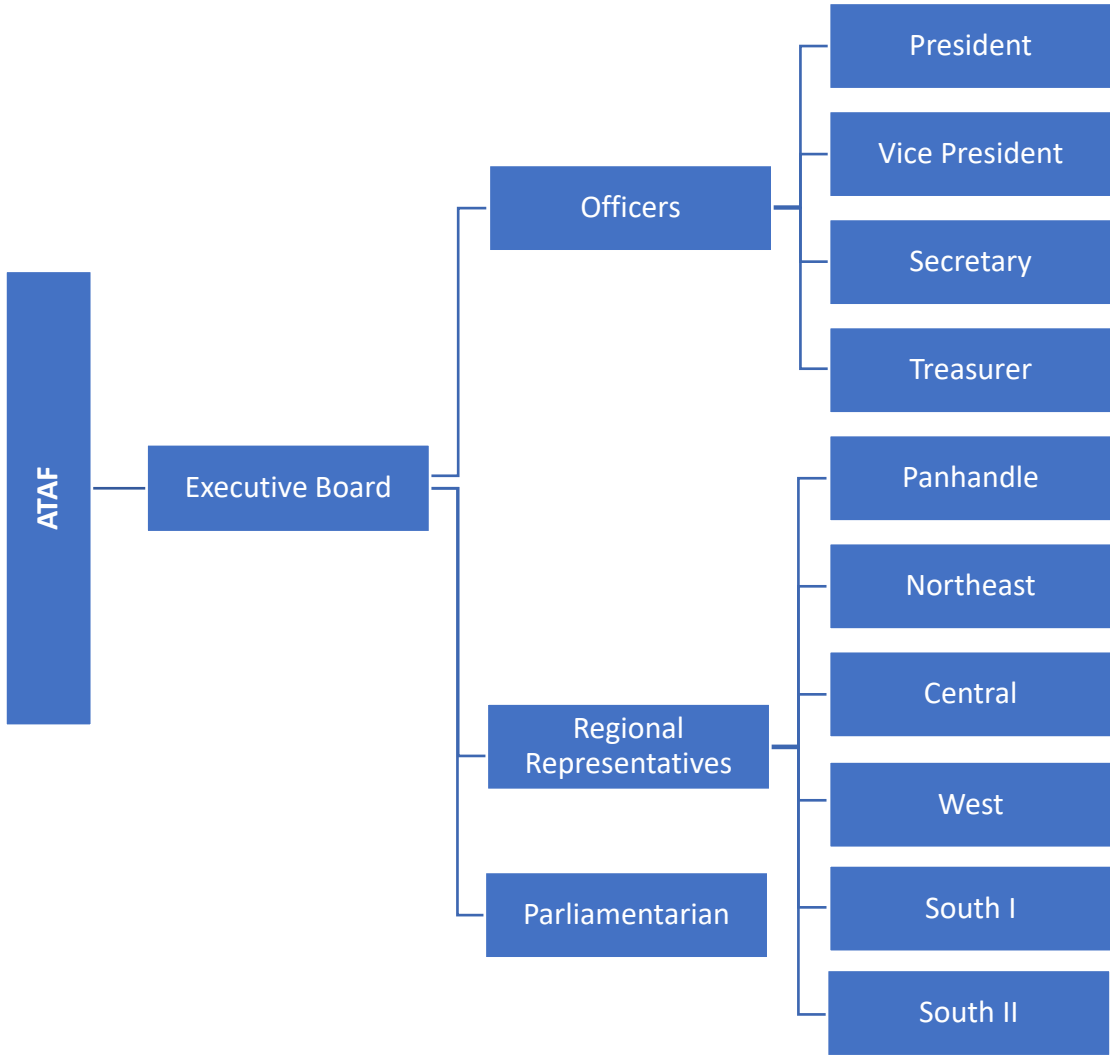 President
Vice President
Officers
Secretary
Treasurer
ATAF
Executive Board
Panhandle
Northeast
Central
Regional
Representatives
West
Parliamentarian
South I
South II